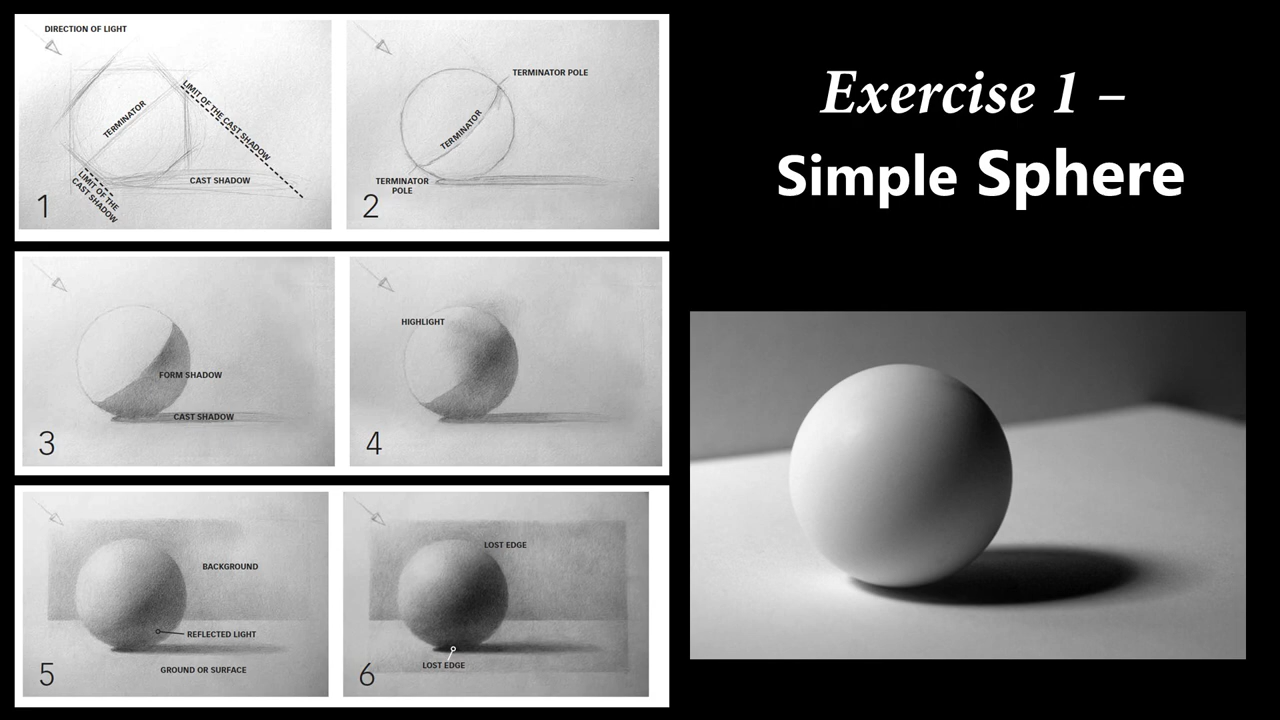 DIRECTION OF LIGHT
TERMINATOR
LIMIT OF THE CAST SHADOW
LIMIT OF THE
CAST SHADOW
CAST SHADOW
1
TERMINATOR POLE
TERMINATOR
TERMINATOR
POLE
2
FORM SHADOW
CAST SHADOW
3
HIGHLIGHT
4
BACKGROUND
REFLECTED LIGHT
GROUND OR SURFACE
5
LOST EDGE
LOST EDGE
6
Exercise 1 –
Simple Sphere